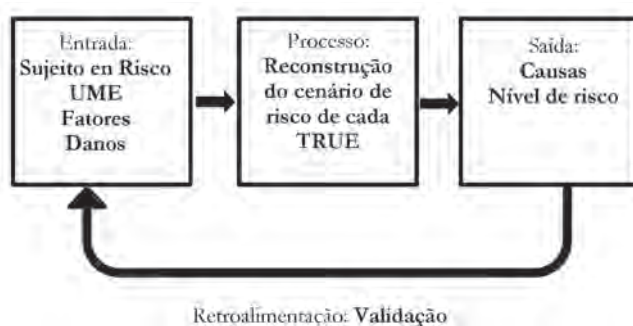 Entrada:
Sujeito en Risco
UME
Fatores
Danos
Processo:
Reconstrução
do cenário de
risco de cada
TRUE
Saída:
Causas
Nível de risco
Retroalimentação: Validação